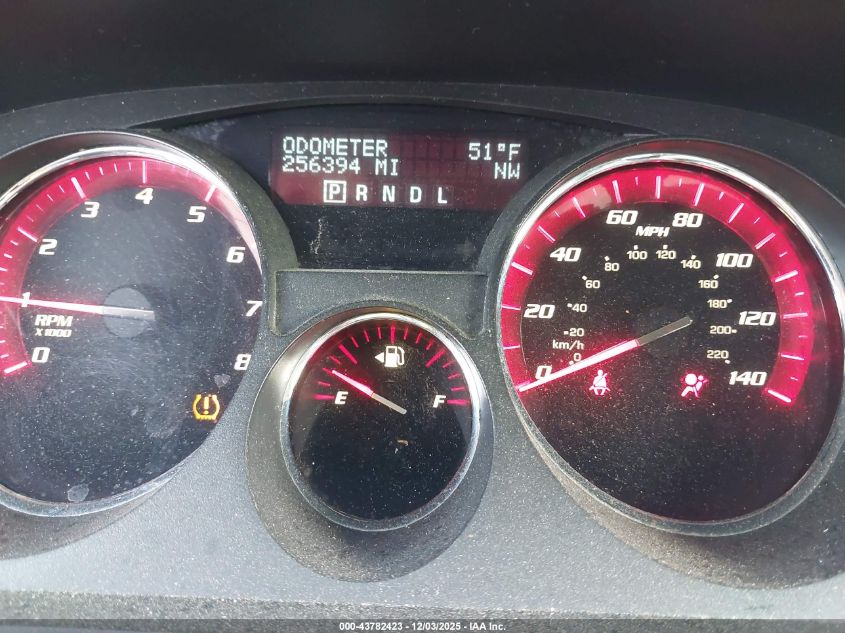 ODOMETER 51°F
256394 MI NW
P R N D L
0 1 2 3 4 5 6 7 8
RPM
X1000
E F
0 20 40 60 80 100 120 140
MPH
0 20 40 60 80 100 120 140 160 180 200 220
km/h
000-43782423 - 12/03/2025 - IAA Inc.